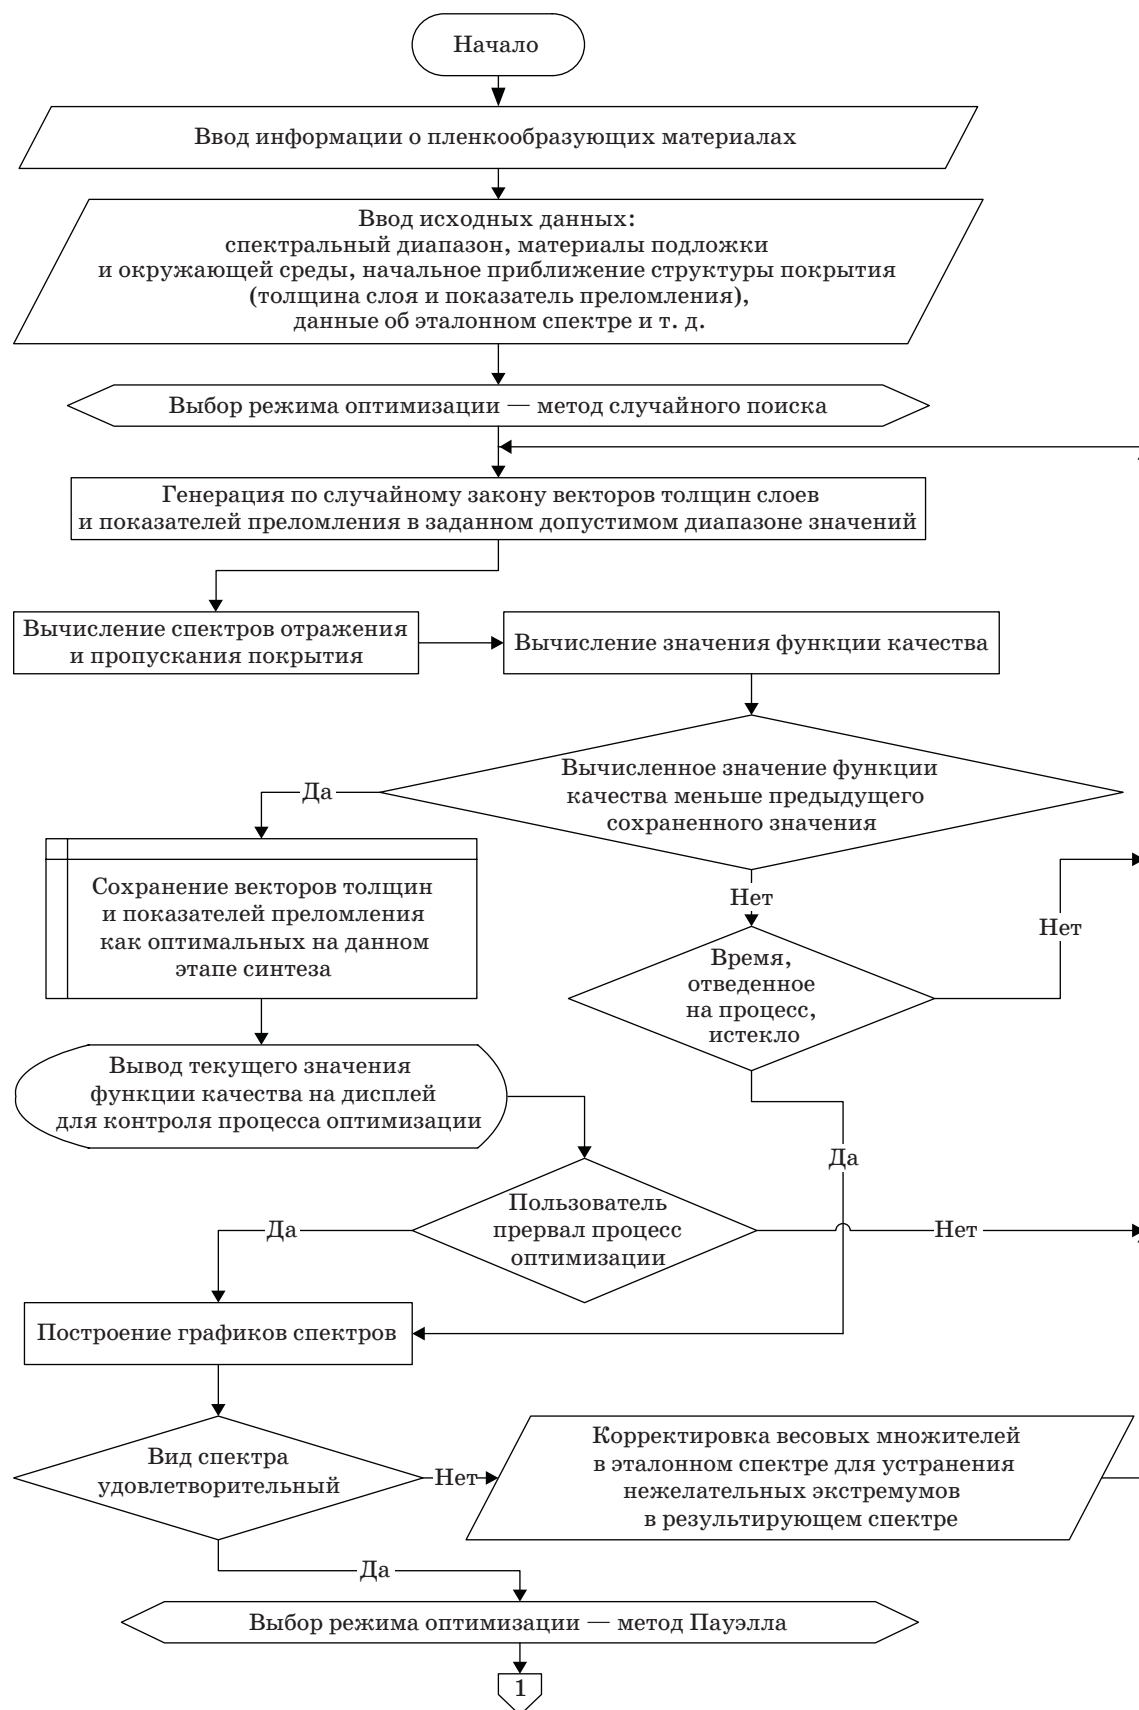 Начало
Ввод информации о пленкообразующих материалах
Ввод исходных данных:
спектральный диапазон, материалы подложки
и окружающей среды, начальное приближение структуры покрытия
(толщина слоя и показатель преломления),
данные об эталонном спектре и т. д.
Выбор режима оптимизации — метод случайного поиска
Генерация по случайному закону векторов толщин слоев
и показателей преломления в заданном допустимом диапазоне значений
Вычисление спектров отражения
и пропускания покрытия
Вычисление значения функции качества
Вычисленное значение функции
качества меньше предыдущего
сохраненного значения
Да
Сохранение векторов толщин
и показателей преломления
как оптимальных на данном
этапе синтеза
Нет
Время,
отведенное
на процесс,
истекло
Нет
Вывод текущего значения
функции качества на дисплей
для контроля процесса оптимизации
Да
Пользователь
прервал процесс
оптимизации
Да
Нет
Построение графиков спектров
Вид спектра
удовлетворительный
Нет
Корректировка весовых множителей
в эталонном спектре для устранения
нежелательных экстремумов
в результирующем спектре
Да
Выбор режима оптимизации — метод Пауэлла
1